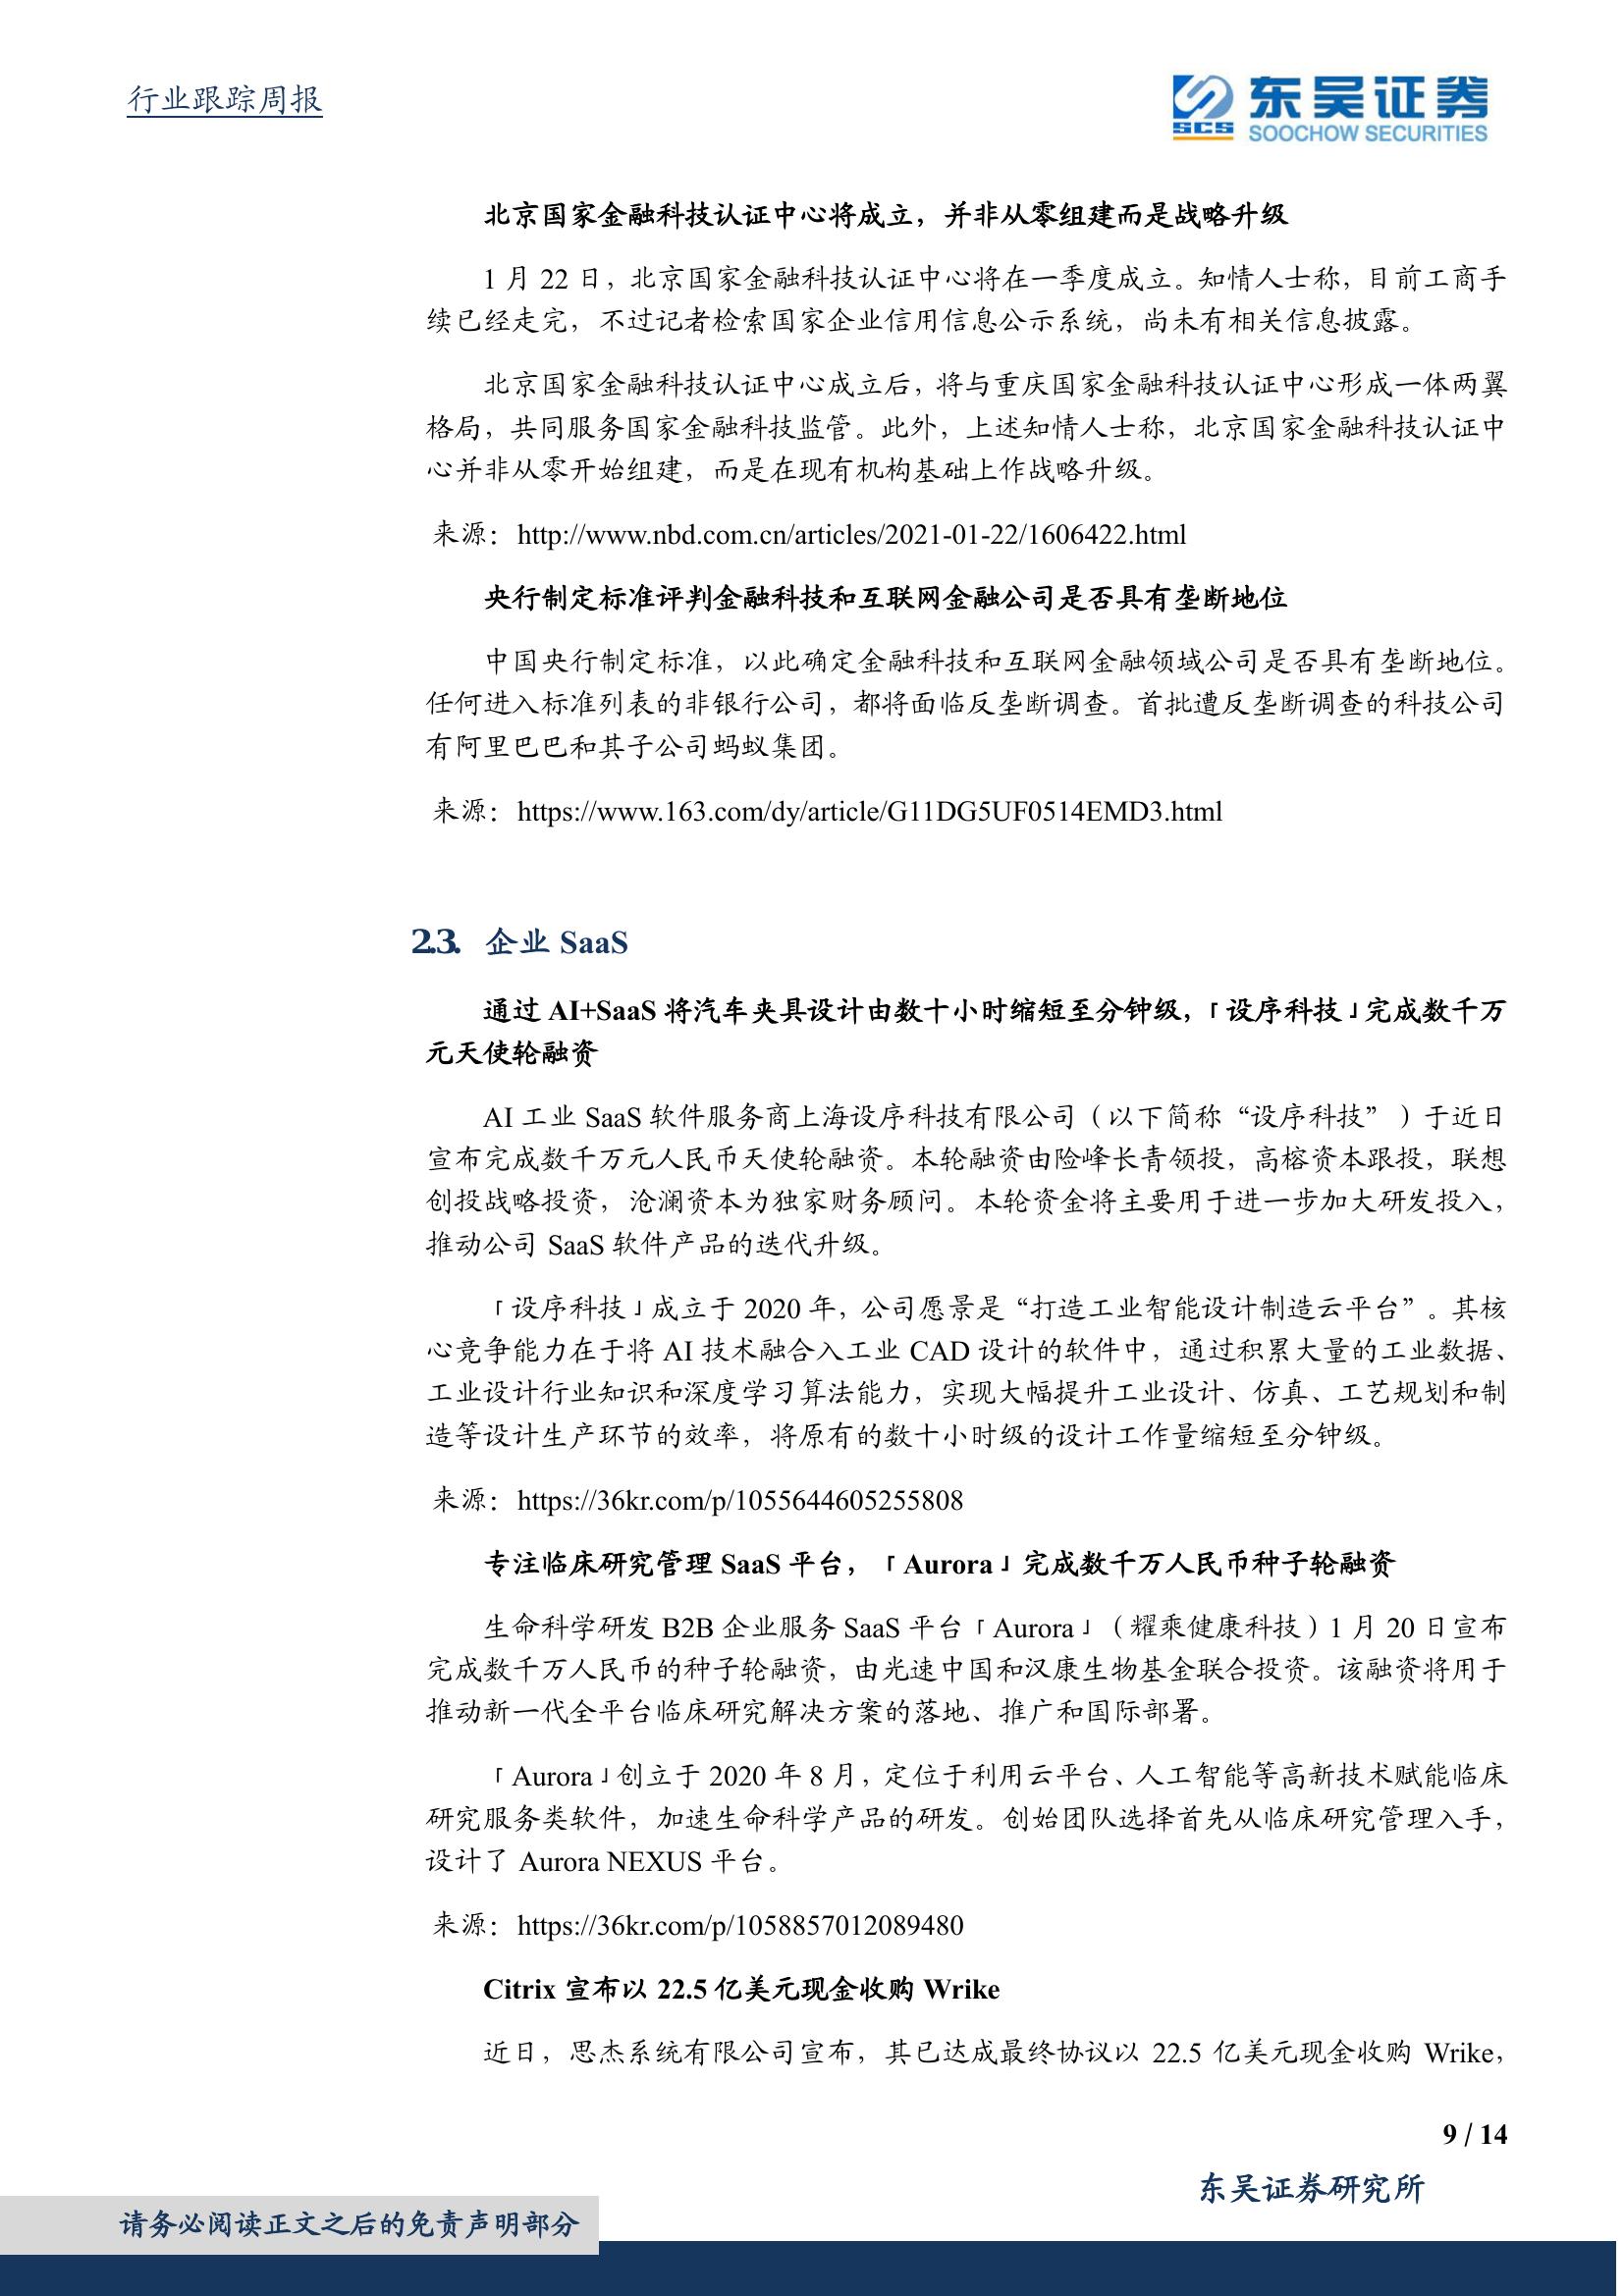 行业跟踪周报
SCS
东吴证券
SOOCHOW SECURITIES
北京国家金融科技认证中心将成立，并非从零组建而是战略升级
1 月 22 日，北京国家金融科技认证中心将在一季度成立。知情人士称，目前工商手
续已经走完，不过记者检索国家企业信用信息公示系统，尚未有相关信息披露。
北京国家金融科技认证中心成立后，将与重庆国家金融科技认证中心形成一体两翼
格局，共同服务国家金融科技监管。此外，上述知情人士称，北京国家金融科技认证中
心并非从零开始组建，而是在现有机构基础上作战略升级。
来源：http://www.nbd.com.cn/articles/2021-01-22/1606422.html
央行制定标准评判金融科技和互联网金融公司是否具有垄断地位
中国央行制定标准，以此确定金融科技和互联网金融领域公司是否具有垄断地位。
任何进入标准列表的非银行公司，都将面临反垄断调查。首批遭反垄断调查的科技公司
有阿里巴巴和其子公司蚂蚁集团。
来源：https://www.163.com/dy/article/G11DG5UF0514EMD3.html
2.3. 企业 SaaS
通过 AI+SaaS 将汽车夹具设计由数十小时缩短至分钟级，「设序科技」完成数千万
元天使轮融资
AI 工业 SaaS 软件服务商上海设序科技有限公司（以下简称“设序科技”）于近日
宣布完成数千万元人民币天使轮融资。本轮融资由险峰长青领投，高榕资本跟投，联想
创投战略投资，沧澜资本为独家财务顾问。本轮资金将主要用于进一步加大研发投入，
推动公司 SaaS 软件产品的迭代升级。
「设序科技」成立于 2020 年，公司愿景是“打造工业智能设计制造云平台”。其核
心竞争能力在于将 AI 技术融合入工业 CAD 设计的软件中，通过积累大量的工业数据、
工业设计行业知识和深度学习算法能力，实现大幅提升工业设计、仿真、工艺规划和制
造等设计生产环节的效率，将原有的数十小时级的设计工作量缩短至分钟级。
来源：https://36kr.com/p/1055644605255808
专注临床研究管理 SaaS 平台，「Aurora」完成数千万人民币种子轮融资
生命科学研发 B2B 企业服务 SaaS 平台「Aurora」（耀乘健康科技）1 月 20 日宣布
完成数千万人民币的种子轮融资，由光速中国和汉康生物基金联合投资。该融资将用于
推动新一代全平台临床研究解决方案的落地、推广和国际部署。
「Aurora」创立于 2020 年 8 月，定位于利用云平台、人工智能等高新技术赋能临床
研究服务类软件，加速生命科学产品的研发。创始团队选择首先从临床研究管理入手，
设计了 Aurora NEXUS 平台。
来源：https://36kr.com/p/1058857012089480
Citrix 宣布以 22.5 亿美元现金收购 Wrike
近日，思杰系统有限公司宣布，其已达成最终协议以 22.5 亿美元现金收购 Wrike，
9 / 14
东吴证券研究所
请务必阅读正文之后的免责声明部分